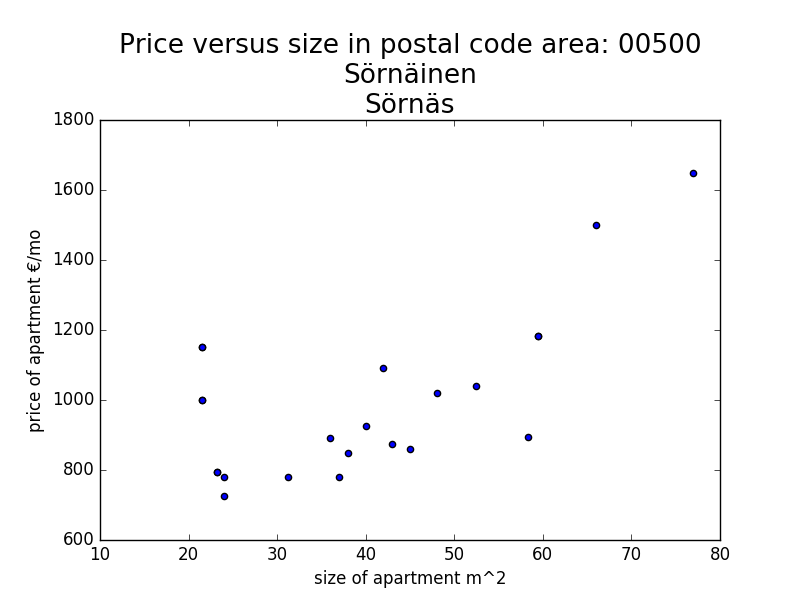 Price versus size in postal code area: 00500
Sörnäinen
Sörnäs
1800
1600
1400
1200
1000
800
600
price of apartment €/mo
10 20 30 40 50 60 70 80
size of apartment m^2